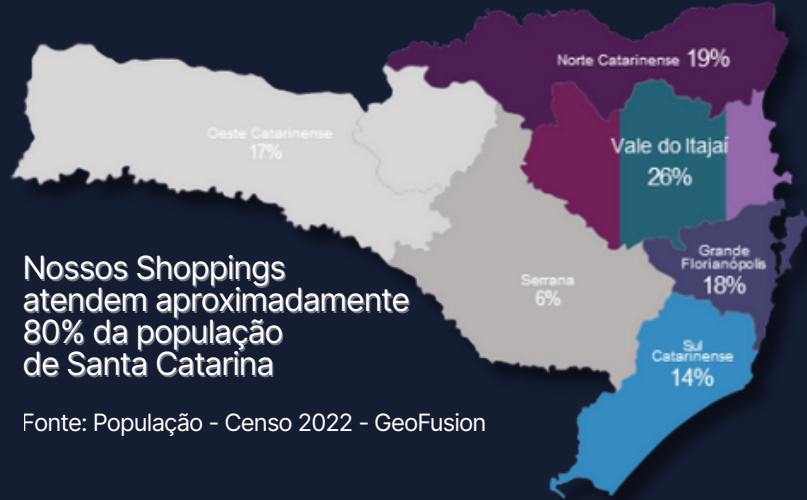 Norte Catarinense 19%
Oeste Catarinense
17%
Vale do Itajaí
26%
Grande
Florianópolis
18%
Serrana
6%
Sul
Catarinense
14%
Nossos Shoppings
atendem aproximadamente
80% da população
de Santa Catarina
Fonte: População - Censo 2022 - GeoFusion